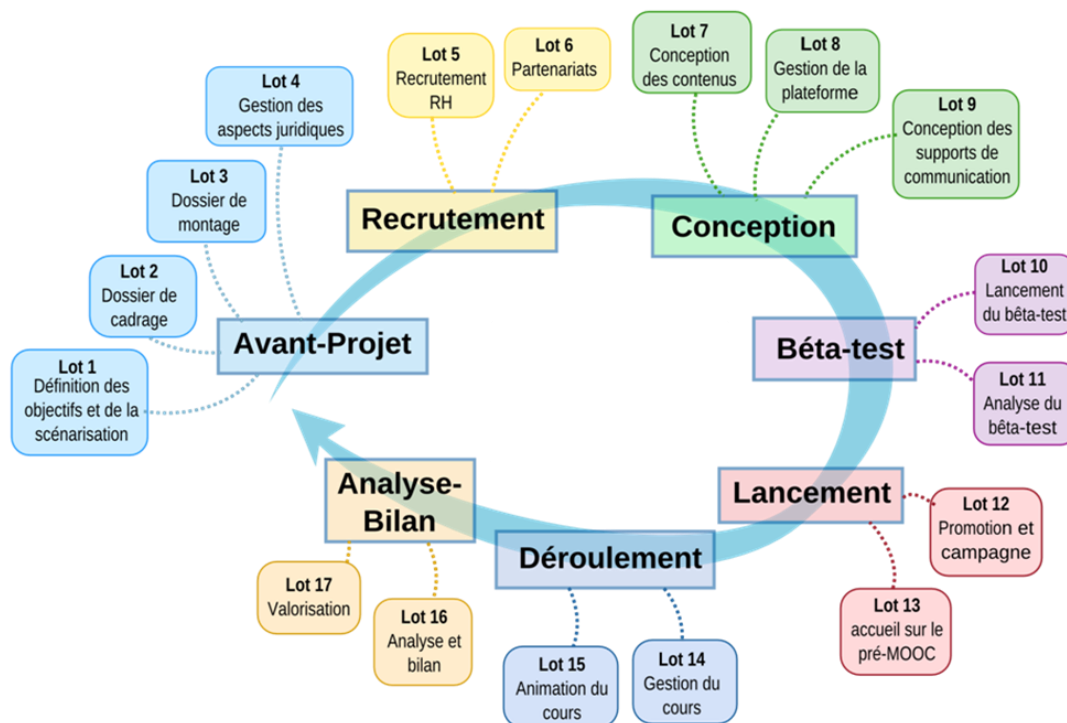 Lot 1
Définition des
objectifs et de la
scénarisation
Lot 2
Dossier de
cadrage
Lot 3
Dossier de
montage
Lot 4
Gestion des
aspects juridiques
Avant-Projet
Lot 5
Recrutement
RH
Lot 6
Partenariats
Recrutement
Lot 7
Conception
des contenus
Lot 8
Gestion de la
plateforme
Lot 9
Conception des
supports de
communication
Conception
Lot 10
Lancement
du bêta-test
Lot 11
Analyse du
bêta-test
Béta-test
Lancement
Lot 12
Promotion et
campagne
Lot 13
accueil sur le
pré-MOOC
Déroulement
Lot 14
Gestion du
cours
Lot 15
Animation du
cours
Analyse-
Bilan
Lot 16
Analyse et
bilan
Lot 17
Valorisation